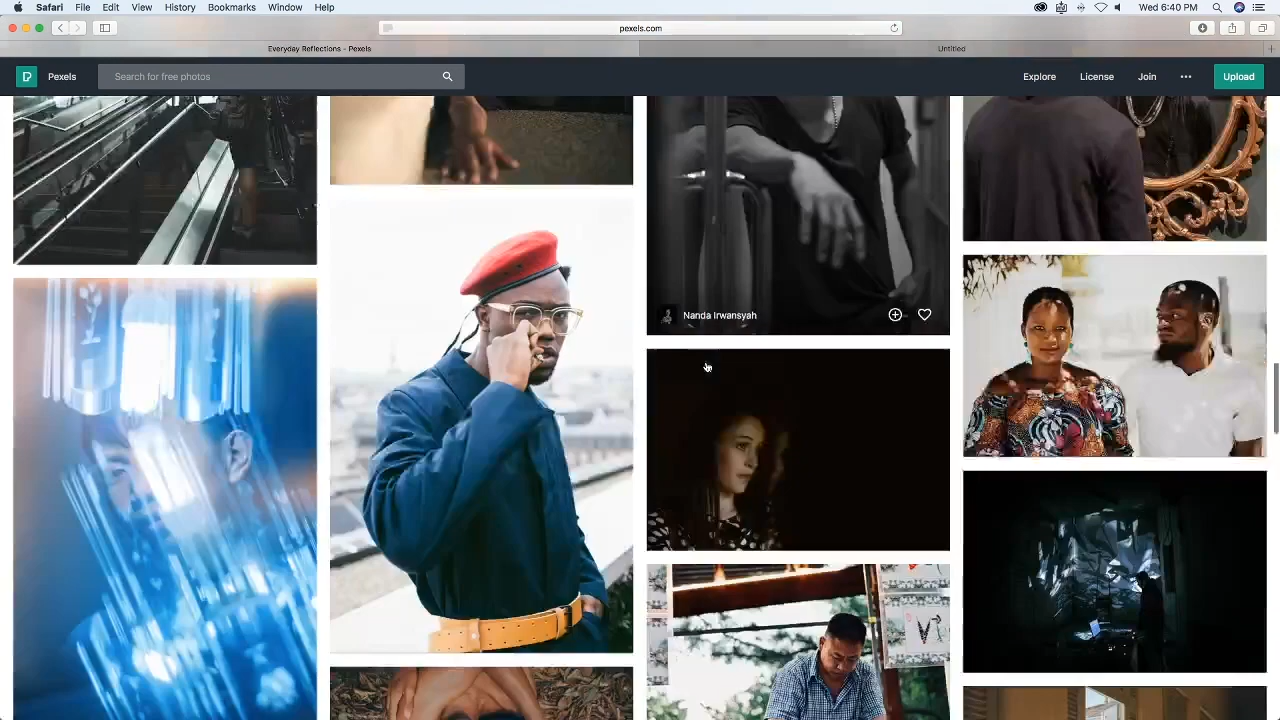 Safari File Edit View History Bookmarks Window Help Wed 6:40 PM
pexels.com
Everyday Reflections - Pexels Untitled
Pexels Search for free photos Explore License Join ••• Upload
Nanda Irwansyah